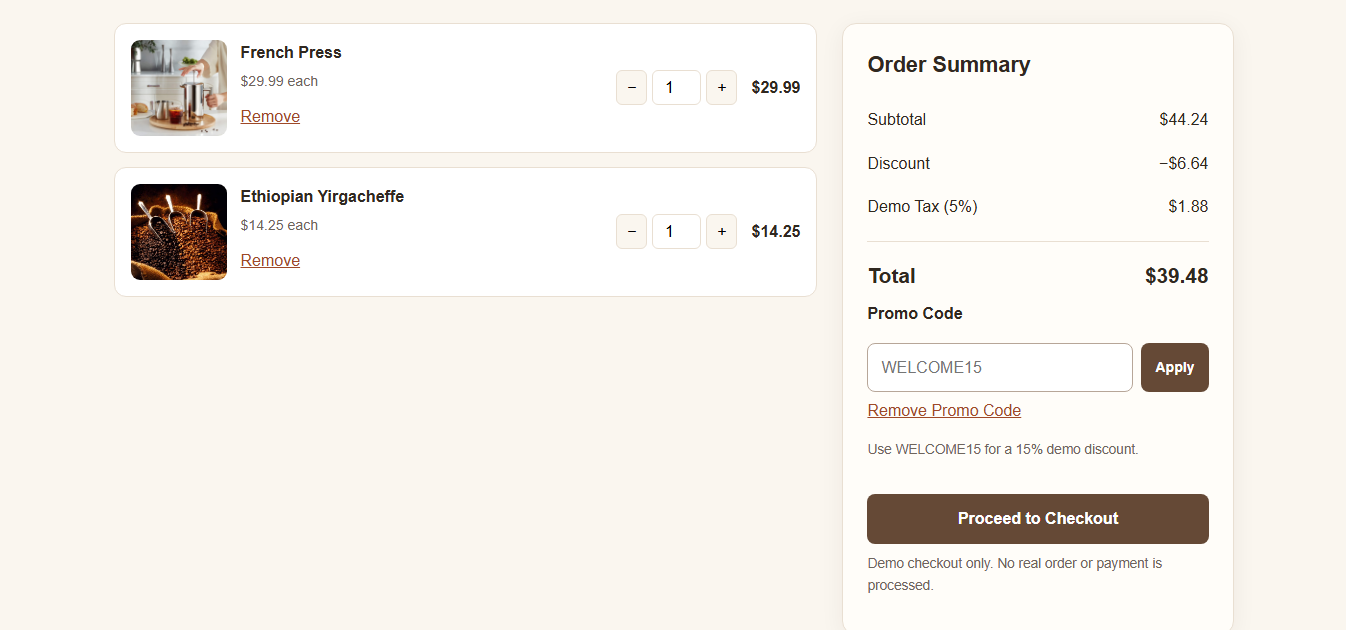 French Press
$29.99 each
Remove
− 1 + $29.99
Ethiopian Yirgacheffe
$14.25 each
Remove
− 1 + $14.25
Order Summary
Subtotal $44.24
Discount −$6.64
Demo Tax (5%) $1.88
Total $39.48
Promo Code
WELCOME15 Apply
Remove Promo Code
Use WELCOME15 for a 15% demo discount.
Proceed to Checkout
Demo checkout only. No real order or payment is
processed.